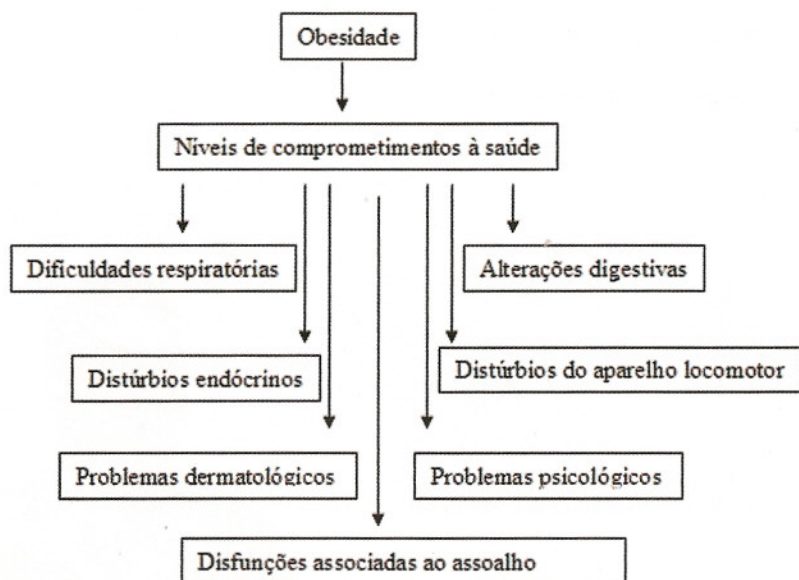 Obesidade
Níveis de comprometimentos à saúde
Dificuldades respiratórias
Alterações digestivas
Distúrbios endócrinos
Distúrbios do aparelho locomotor
Problemas dermatológicos
Problemas psicológicos
Disfunções associadas ao assoalho